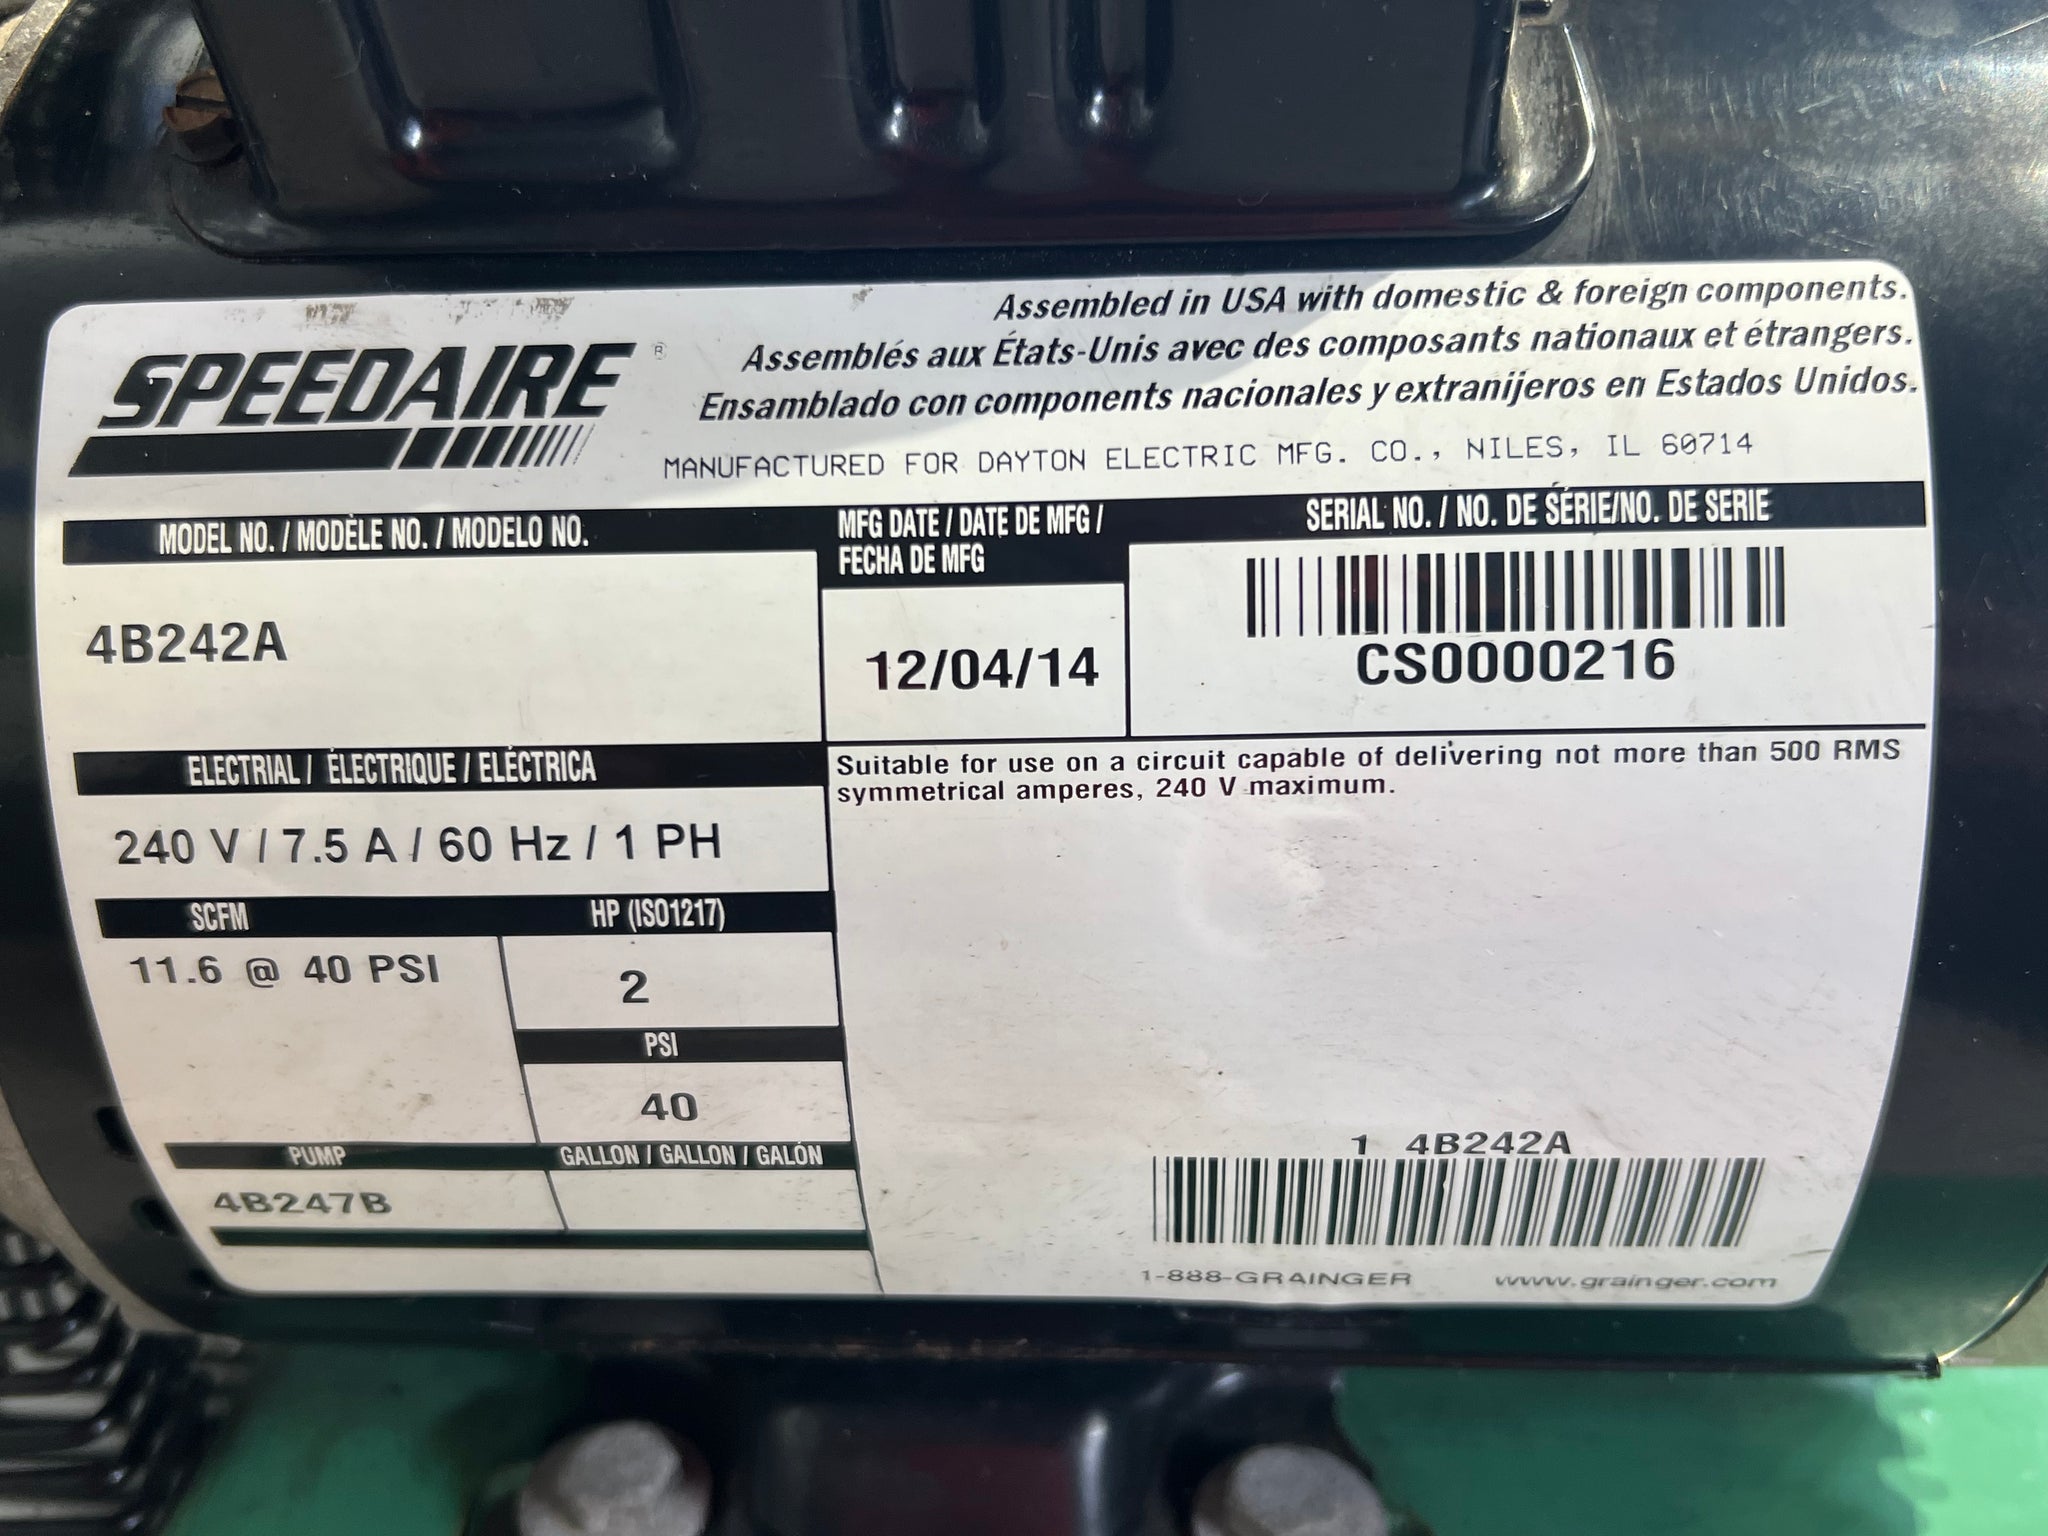 SPEEDAIRE ®
Assembled in USA with domestic & foreign components.
Assemblés aux États-Unis avec des composants nationaux et étrangers.
Ensamblado con components nacionales y extranijeros en Estados Unidos.
MANUFACTURED FOR DAYTON ELECTRIC MFG. CO., NILES, IL 60714
MODEL NO. / MODÈLE NO. / MODELO NO.
4B242A
MFG DATE / DATE DE MFG /
FECHA DE MFG
12/04/14
SERIAL NO. / NO. DE SÉRIE/NO. DE SERIE
CS0000216
ELECTRIAL / ÉLECTRIQUE / ELÉCTRICA
240 V / 7.5 A / 60 Hz / 1 PH
Suitable for use on a circuit capable of delivering not more than 500 RMS
symmetrical amperes, 240 V maximum.
SCFM
11.6 @ 40 PSI
HP (ISO1217)
2
PSI
40
PUMP
4B247B
GALLON / GALLON / GALÓN
1 4B242A
1-888-GRAINGER www.grainger.com